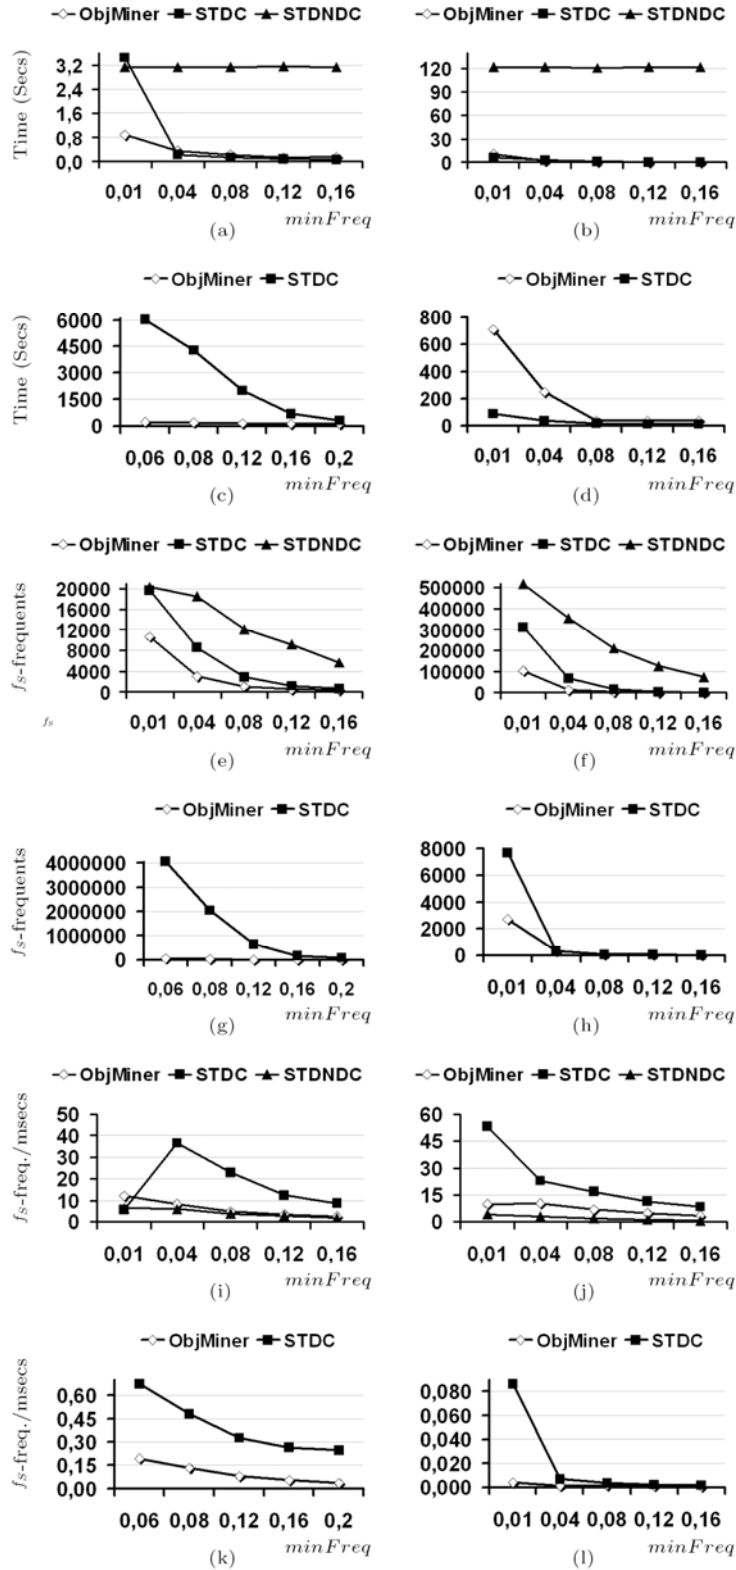 ObjMiner STDC STDNDC
Time (Secs)
3,2
2,4
1,6
0,8
0,0
0,01 0,04 0,08 0,12 0,16
minFreq
(a)
ObjMiner STDC STDNDC
120
90
60
30
0
0,01 0,04 0,08 0,12 0,16
minFreq
(b)
ObjMiner STDC
Time (Secs)
6000
4500
3000
1500
0
0,06 0,08 0,12 0,16 0,2
minFreq
(c)
ObjMiner STDC
800
600
400
200
0
0,01 0,04 0,08 0,12 0,16
minFreq
(d)
ObjMiner STDC STDNDC
fS-frequents
20000
16000
12000
8000
4000
0
fs
0,01 0,04 0,08 0,12 0,16
minFreq
(e)
ObjMiner STDC STDNDC
500000
400000
300000
200000
100000
0
0,01 0,04 0,08 0,12 0,16
minFreq
(f)
ObjMiner STDC
fS-frequents
4000000
3000000
2000000
1000000
0
0,06 0,08 0,12 0,16 0,2
minFreq
(g)
ObjMiner STDC
8000
6000
4000
2000
0
0,01 0,04 0,08 0,12 0,16
minFreq
(h)
ObjMiner STDC STDNDC
fS-freq./msecs
50
40
30
20
10
0
0,01 0,04 0,08 0,12 0,16
minFreq
(i)
ObjMiner STDC STDNDC
60
45
30
15
0
0,01 0,04 0,08 0,12 0,16
minFreq
(j)
ObjMiner STDC
fS-freq./msecs
0,60
0,45
0,30
0,15
0,00
0,06 0,08 0,12 0,16 0,2
minFreq
(k)
ObjMiner STDC
0,080
0,060
0,040
0,020
0,000
0,01 0,04 0,08 0,12 0,16
minFreq
(l)